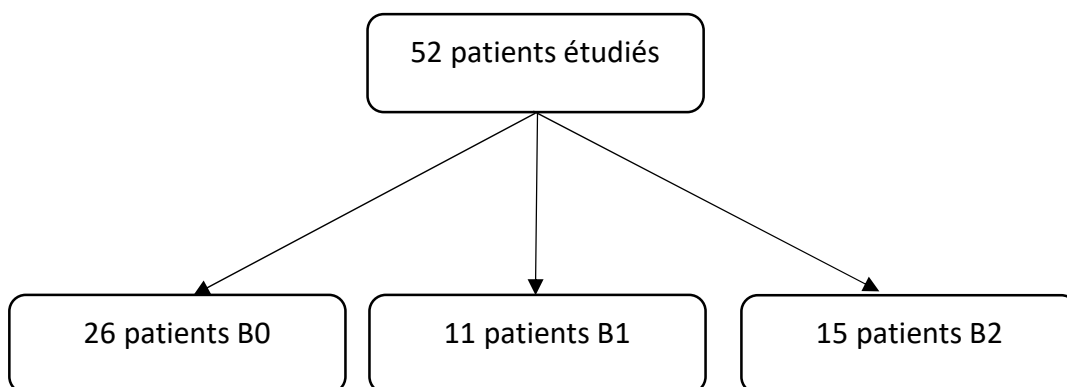 52 patients étudiés
26 patients B0
11 patients B1
15 patients B2